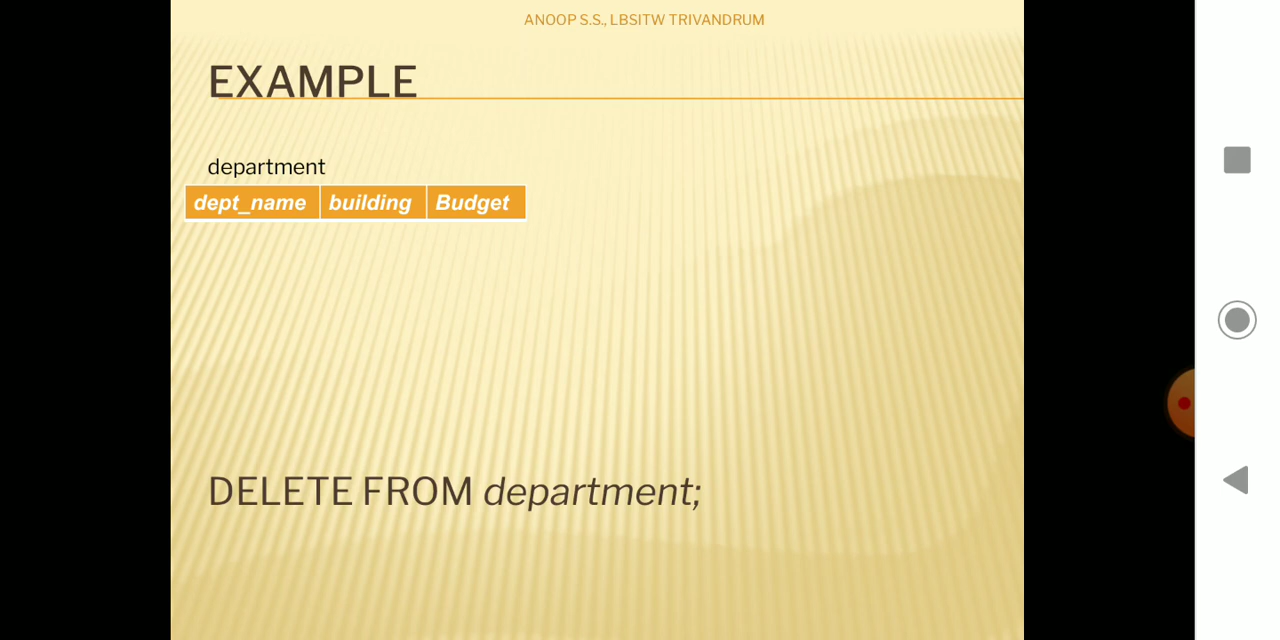 ANOOP S.S., LBSITW TRIVANDRUM
EXAMPLE
department
dept_name building Budget
DELETE FROM department;